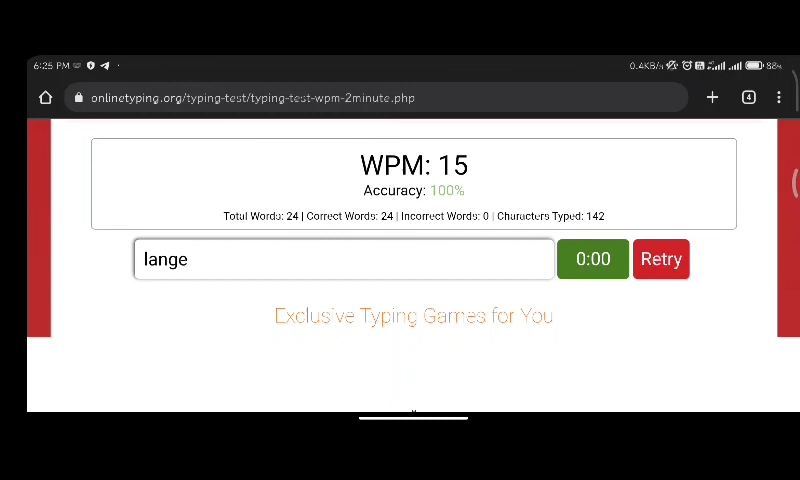 6:25 PM
0.4KB/s 88%
onlinetyping.org/typing-test/typing-test-wpm-2minute.php
4
WPM: 15
Accuracy: 100%
Total Words: 24 | Correct Words: 24 | Incorrect Words: 0 | Characters Typed: 142
lange 0:00 Retry
Exclusive Typing Games for You